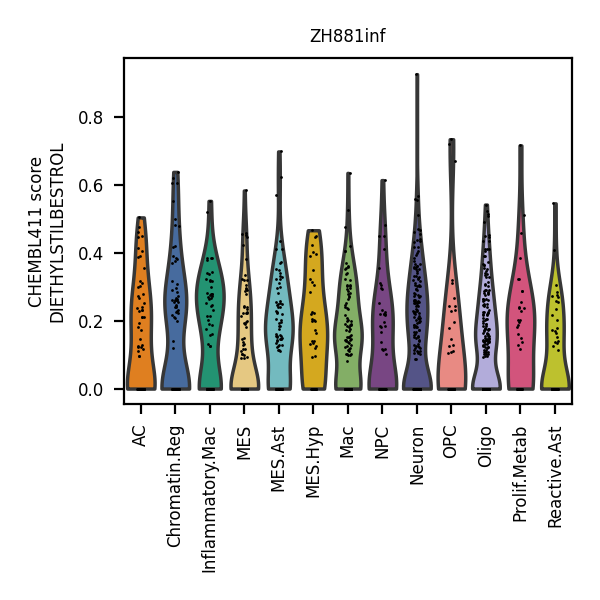 ZH881inf
CHEMBL411 score
DIETHYLSTILBESTROL
0.8
0.6
0.4
0.2
0.0
AC
Chromatin.Reg
Inflammatory.Mac
MES
MES.Ast
MES.Hyp
Mac
NPC
Neuron
OPC
Oligo
Prolif.Metab
Reactive.Ast